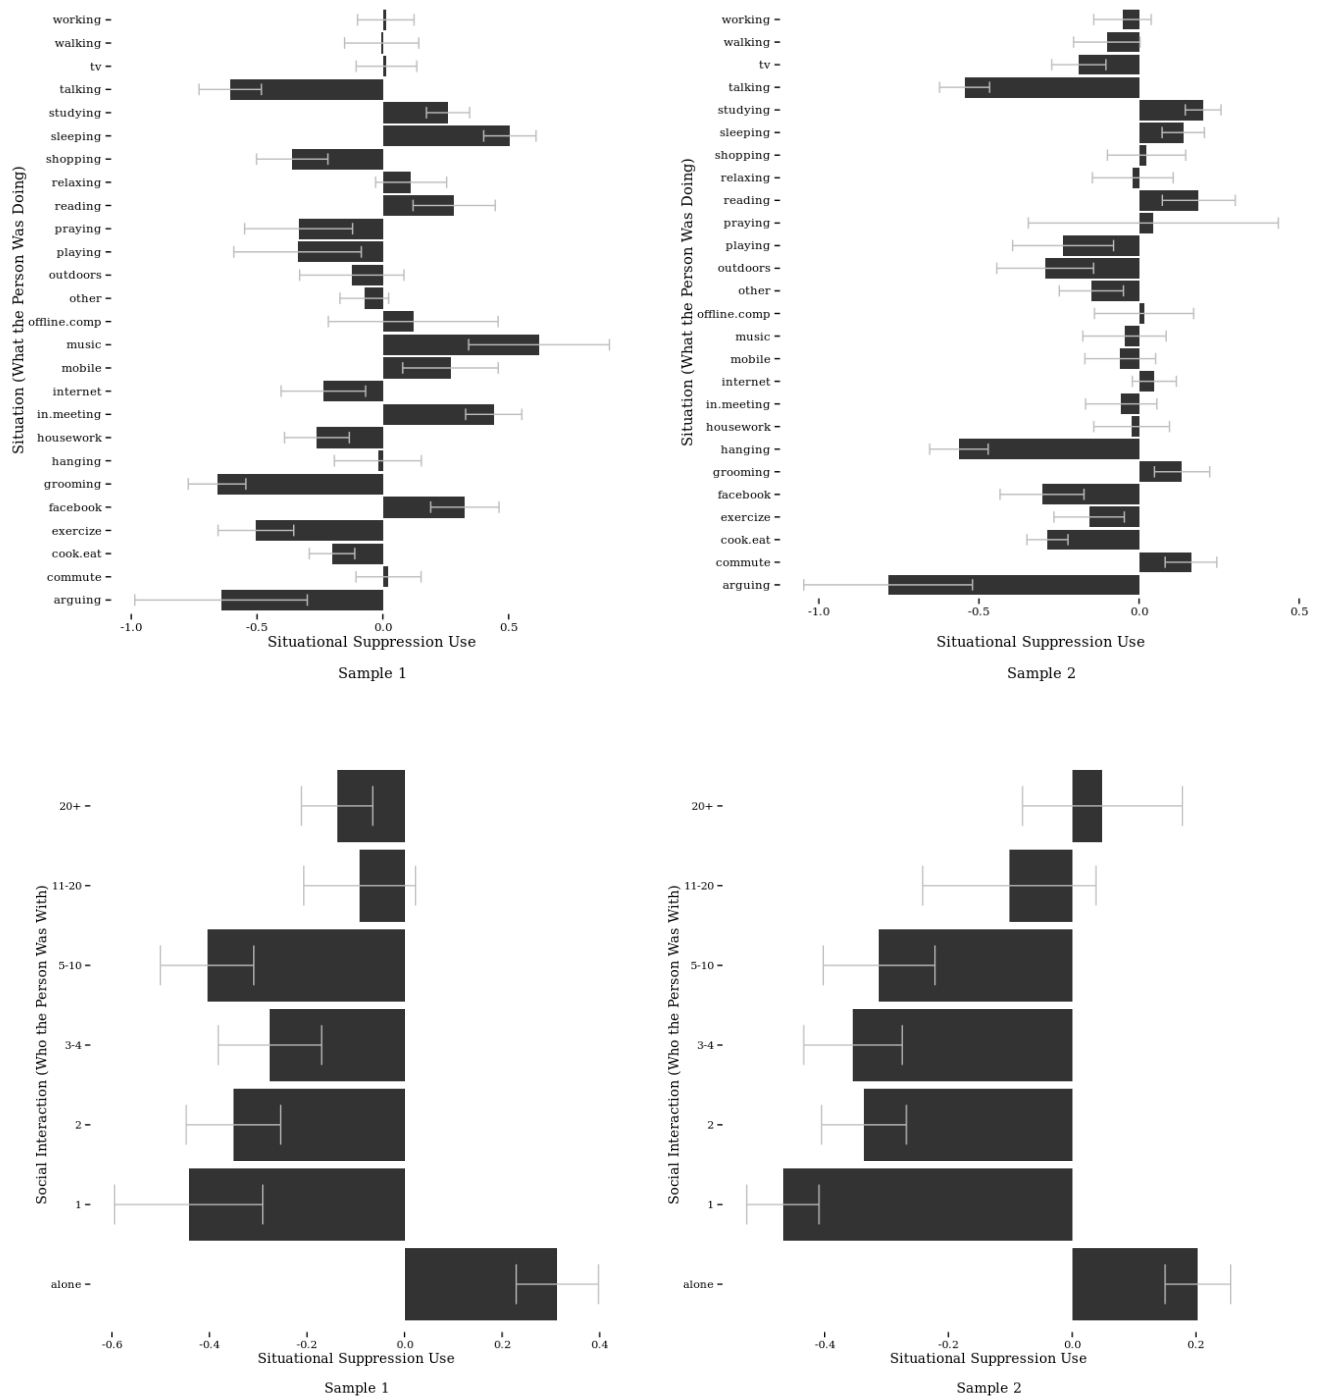 working
walking
tv
talking
studying
sleeping
shopping
relaxing
reading
praying
playing
outdoors
other
offline.comp
music
mobile
internet
in.meeting
housework
hanging
grooming
facebook
exercize
cook.eat
commute
arguing
Situation (What the Person Was Doing)
-1.0 -0.5 0.0 0.5
Situational Suppression Use
Sample 1
working
walking
tv
talking
studying
sleeping
shopping
relaxing
reading
praying
playing
outdoors
other
offline.comp
music
mobile
internet
in.meeting
housework
hanging
grooming
facebook
exercize
cook.eat
commute
arguing
Situation (What the Person Was Doing)
-1.0 -0.5 0.0 0.5
Situational Suppression Use
Sample 2
20+
11-20
5-10
3-4
2
1
alone
Social Interaction (Who the Person Was With)
-0.6 -0.4 -0.2 0.0 0.2 0.4
Situational Suppression Use
Sample 1
20+
11-20
5-10
3-4
2
1
alone
Social Interaction (Who the Person Was With)
-0.4 -0.2 0.0 0.2
Situational Suppression Use
Sample 2